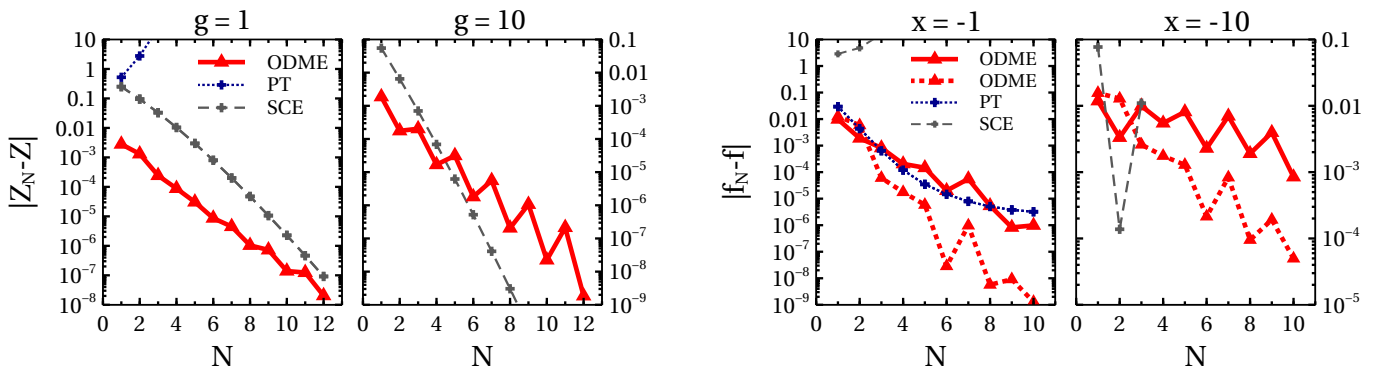 g = 1
g = 10
x = -1
x = -10
|Z_N-Z|
10
1
0.1
0.01
10⁻³
10⁻⁴
10⁻⁵
10⁻⁶
10⁻⁷
10⁻⁸
ODME
PT
SCE
0 2 4 6 8 10 12
N
0.1
0.01
10⁻³
10⁻⁴
10⁻⁵
10⁻⁶
10⁻⁷
10⁻⁸
10⁻⁹
0 2 4 6 8 10 12
N
|f_N-f|
10
1
0.1
0.01
10⁻³
10⁻⁴
10⁻⁵
10⁻⁶
10⁻⁷
10⁻⁸
10⁻⁹
ODME
ODME
PT
SCE
0 2 4 6 8 10
N
0.1
0.01
10⁻³
10⁻⁴
10⁻⁵
0 2 4 6 8 10
N